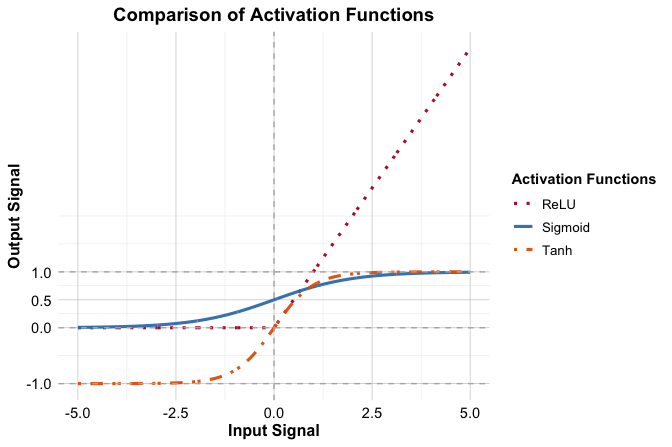 Comparison of Activation Functions
Output Signal
1.0
0.5
0.0
-1.0
-5.0 -2.5 0.0 2.5 5.0
Input Signal
Activation Functions
ReLU
Sigmoid
Tanh